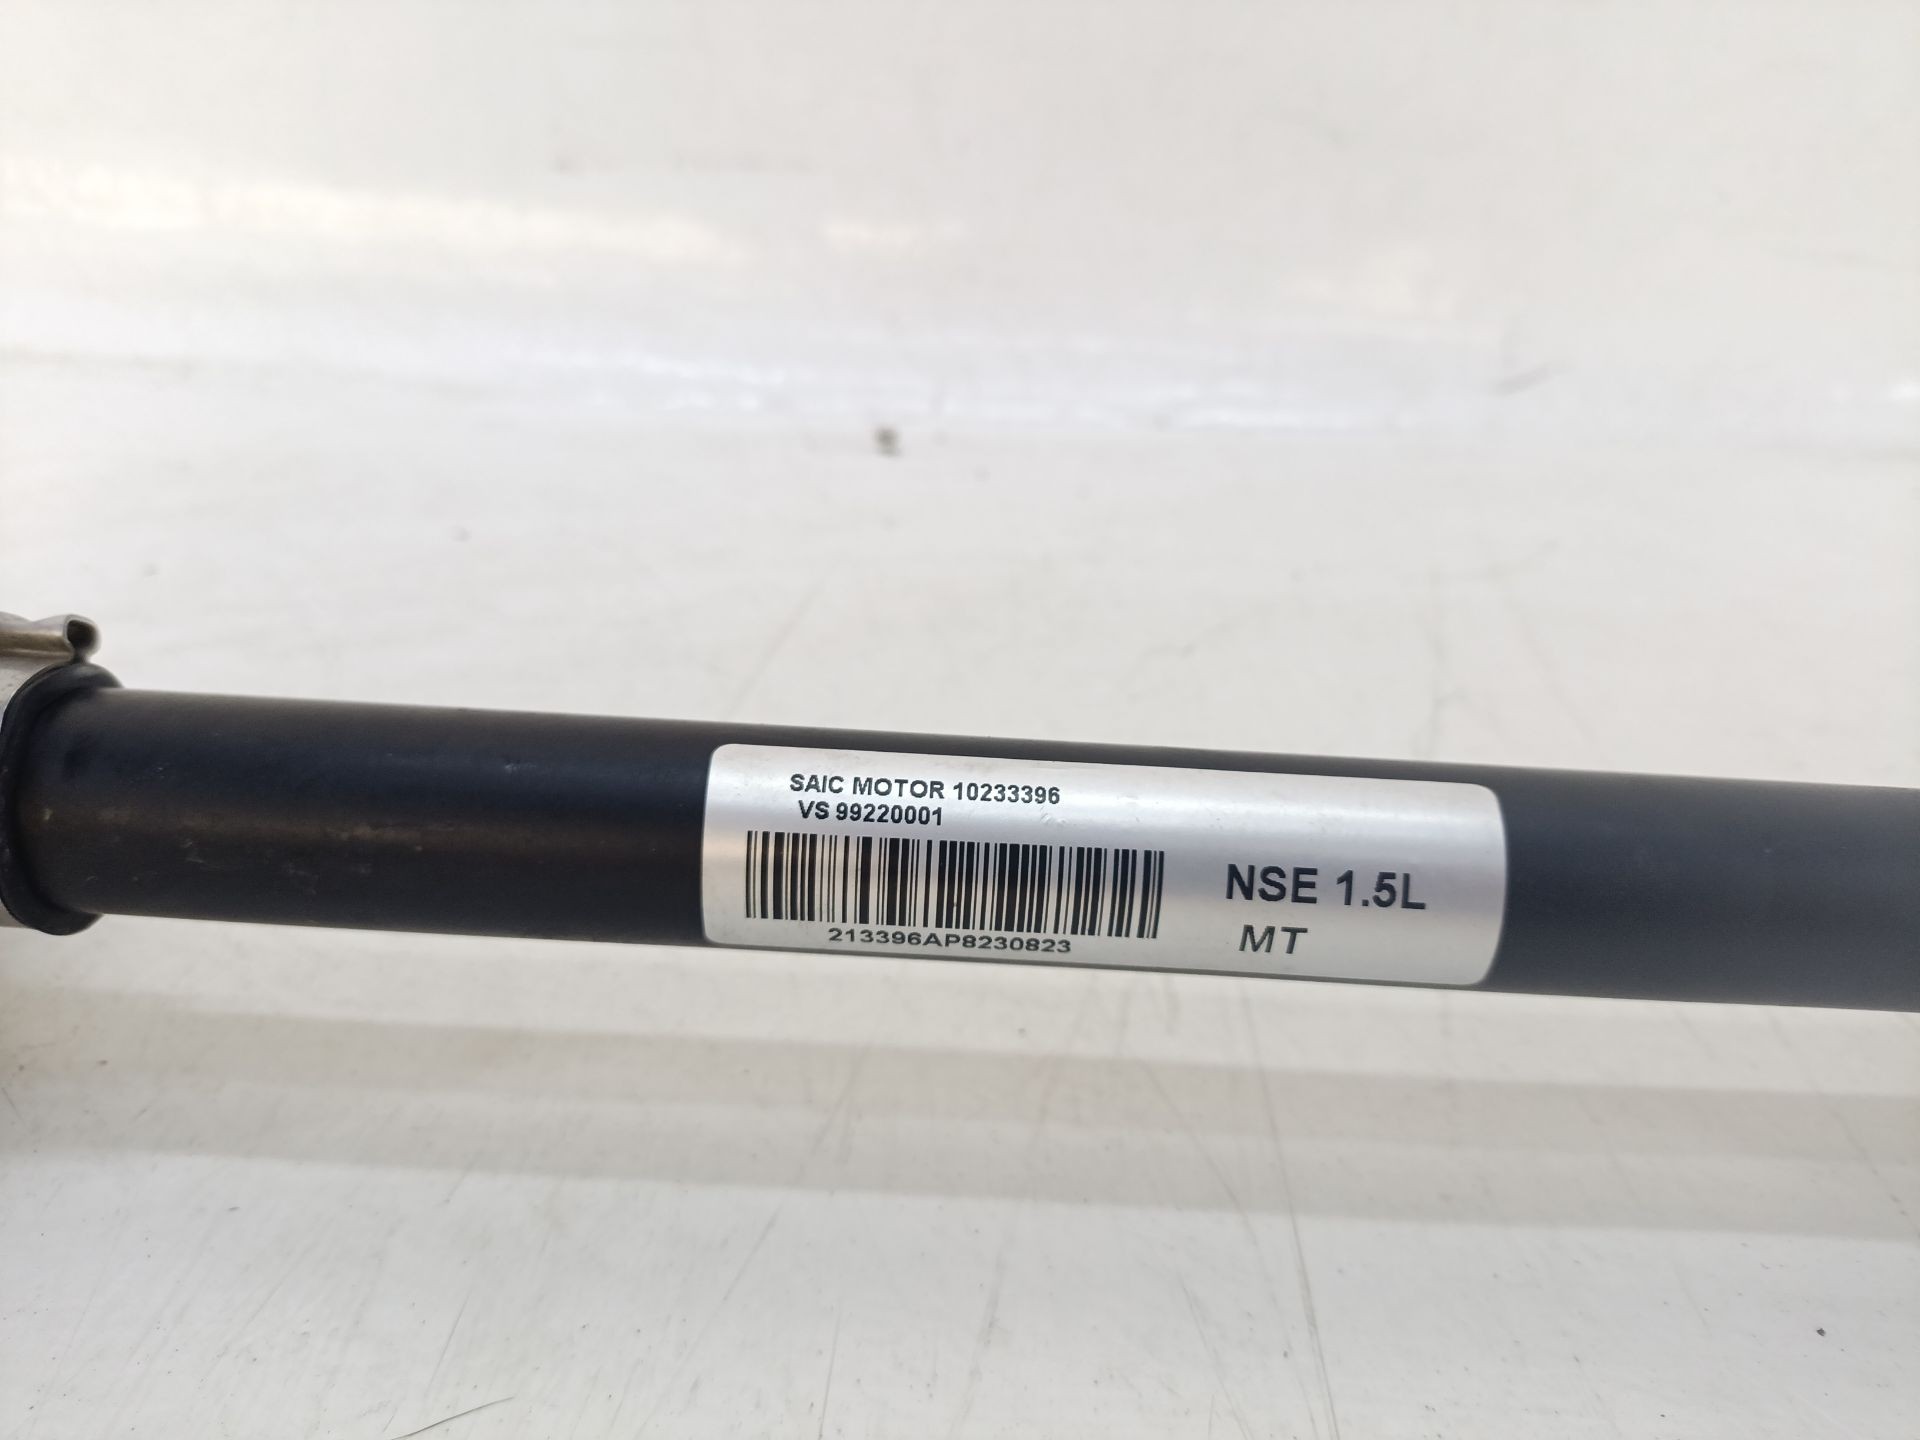 SAIC MOTOR 10233396
VS 99220001
213396AP8230823
NSE 1.5L
MT